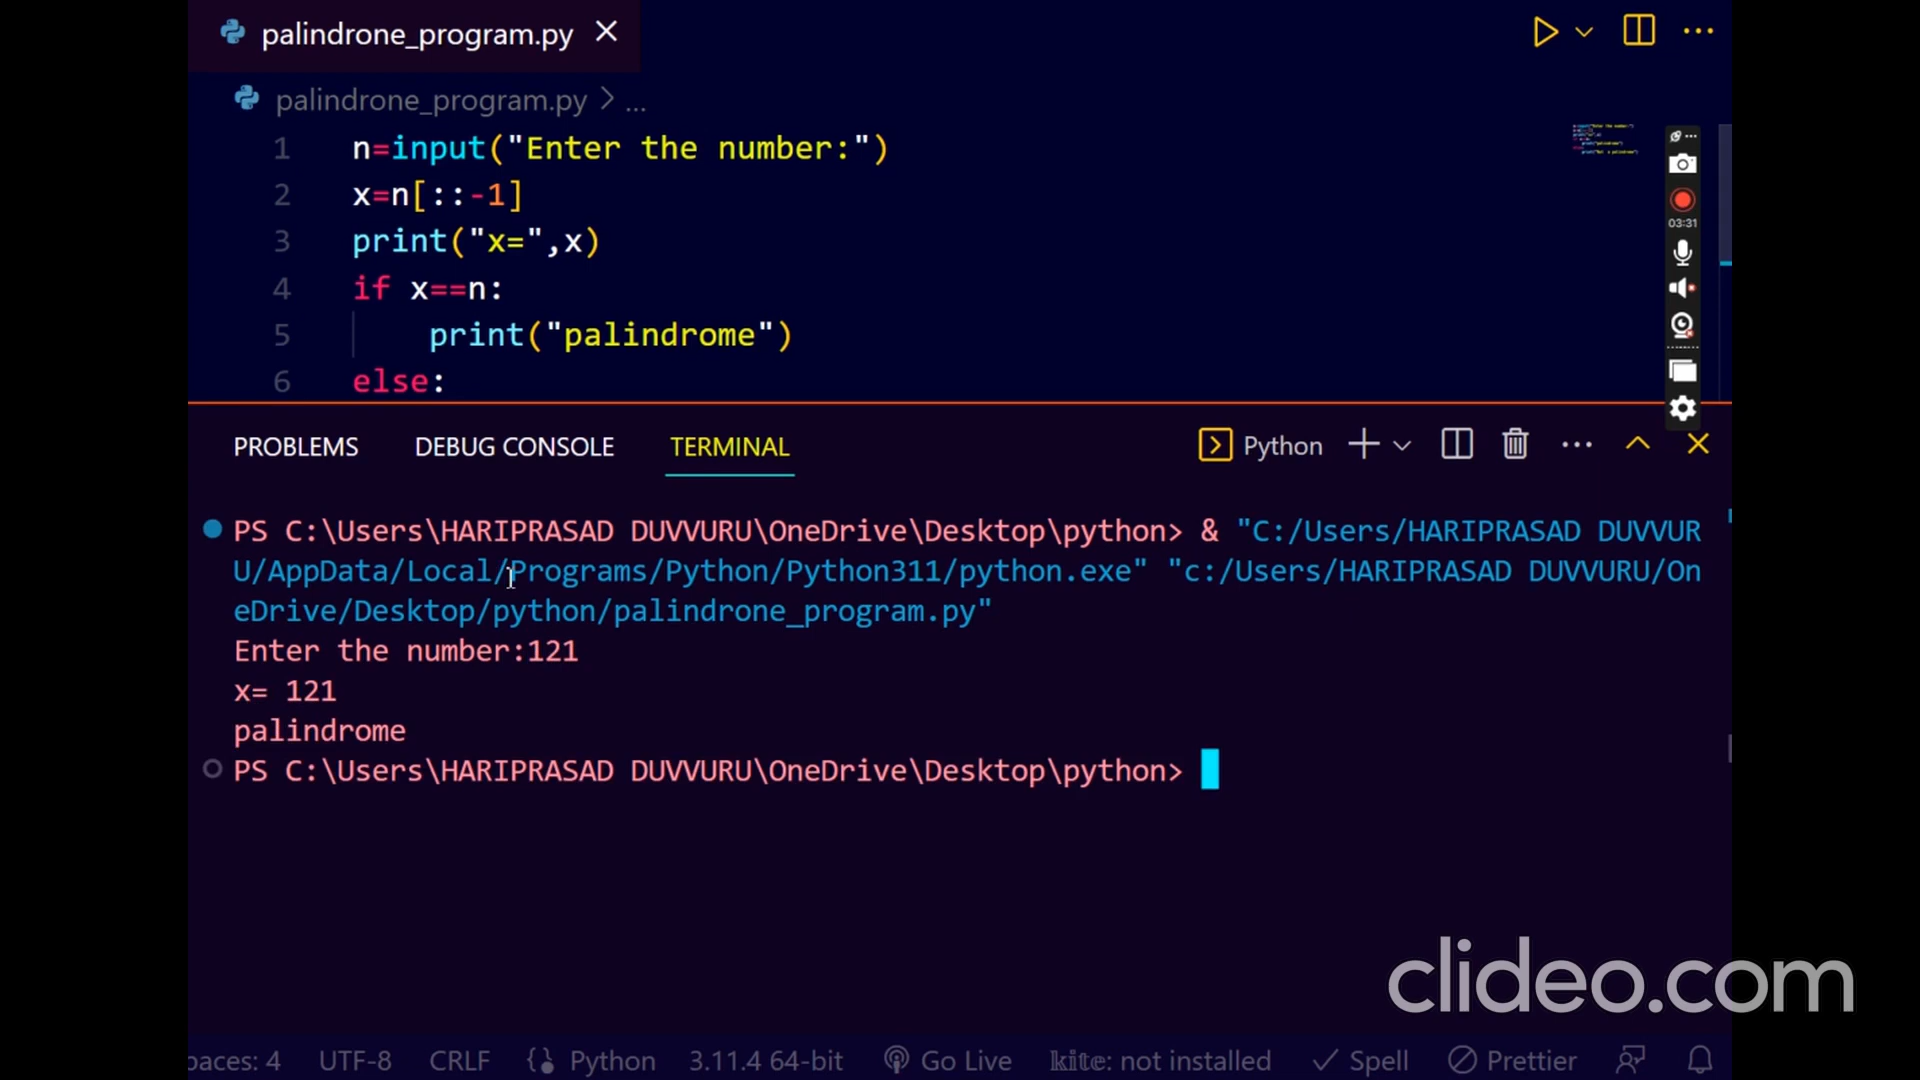 palindrone_program.py
palindrone_program.py > ...
1 n=input("Enter the number:")
2 x=n[::-1]
3 print("x=",x)
4 if x==n:
5 print("palindrome")
6 else:
03:31
PROBLEMS DEBUG CONSOLE TERMINAL Python
PS C:\Users\HARIPRASAD DUVVURU\OneDrive\Desktop\python> & "C:/Users/HARIPRASAD DUVVUR
U/AppData/Local/Programs/Python/Python311/python.exe" "c:/Users/HARIPRASAD DUVVURU/On
eDrive/Desktop/python/palindrone_program.py"
Enter the number:121
x= 121
palindrome
PS C:\Users\HARIPRASAD DUVVURU\OneDrive\Desktop\python>
clideo.com
paces: 4 UTF-8 CRLF {} Python 3.11.4 64-bit Go Live kite: not installed Spell Prettier